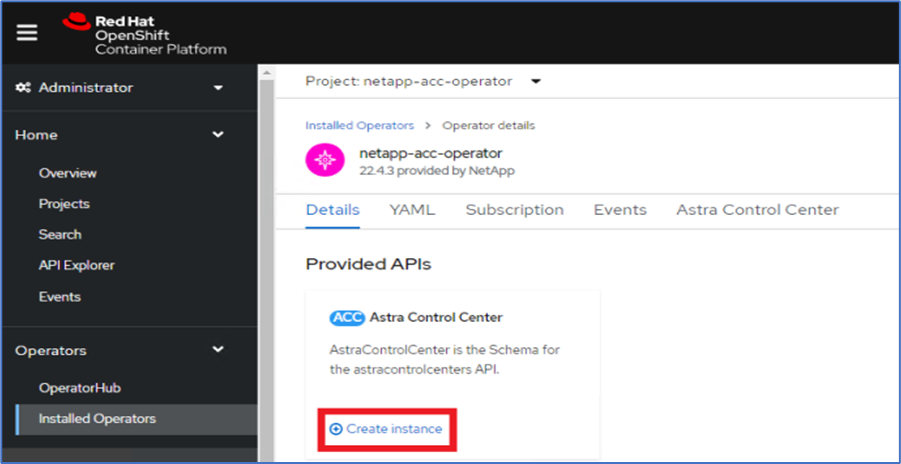 Red Hat
OpenShift
Container Platform
Administrator
Home
Overview
Projects
Search
API Explorer
Events
Operators
OperatorHub
Installed Operators
Project: netapp-acc-operator
Installed Operators > Operator details
netapp-acc-operator
22.4.3 provided by NetApp
Details YAML Subscription Events Astra Control Center
Provided APIs
ACC Astra Control Center
AstraControlCenter is the Schema for
the astracontrolcenters API.
Create instance